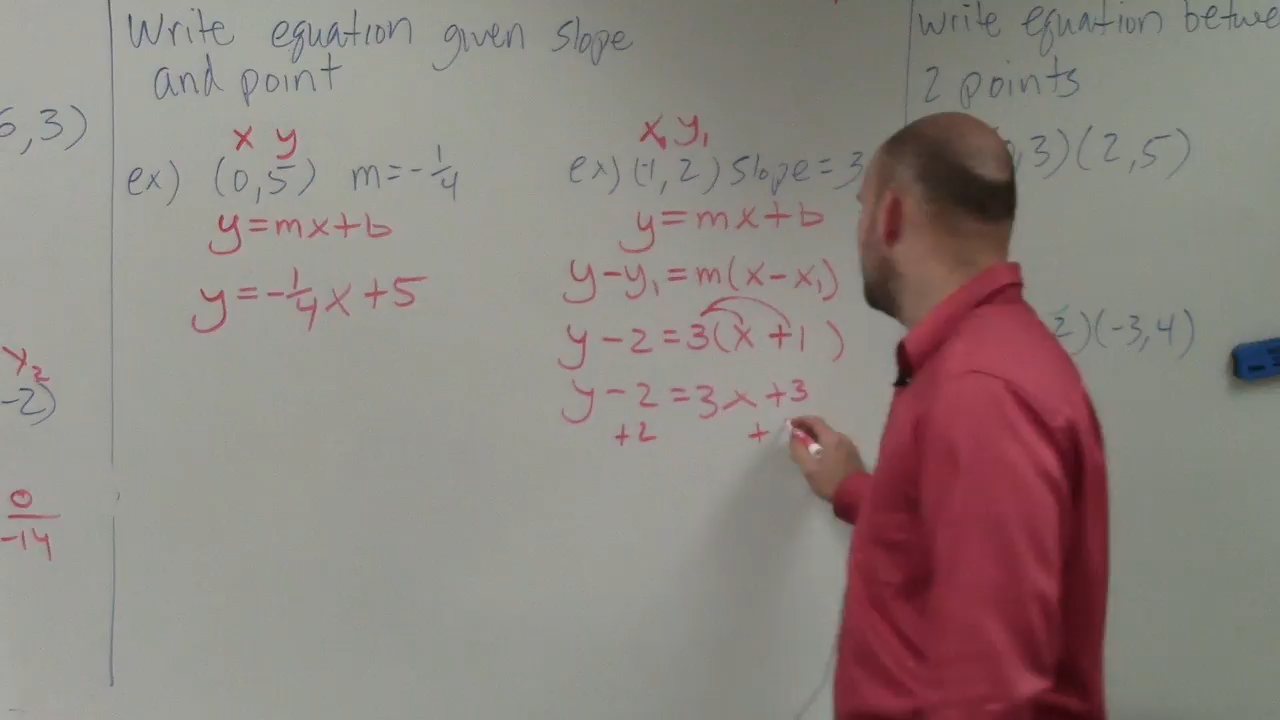 6,3)
y₂
-2)
0
-14
Write equation given slope
and point
x y
ex) (0,5) m=-1/4
y=mx+b
y=-1/4x+5
x₁ y₁
ex) (-1, 2) Slope=3
y=mx+b
y-y₁=m(x-x₁)
y-2=3(x+1)
y-2=3x+3
+2 +
write equation betwe
2 points
,3)(2,5)
2)(-3,4)